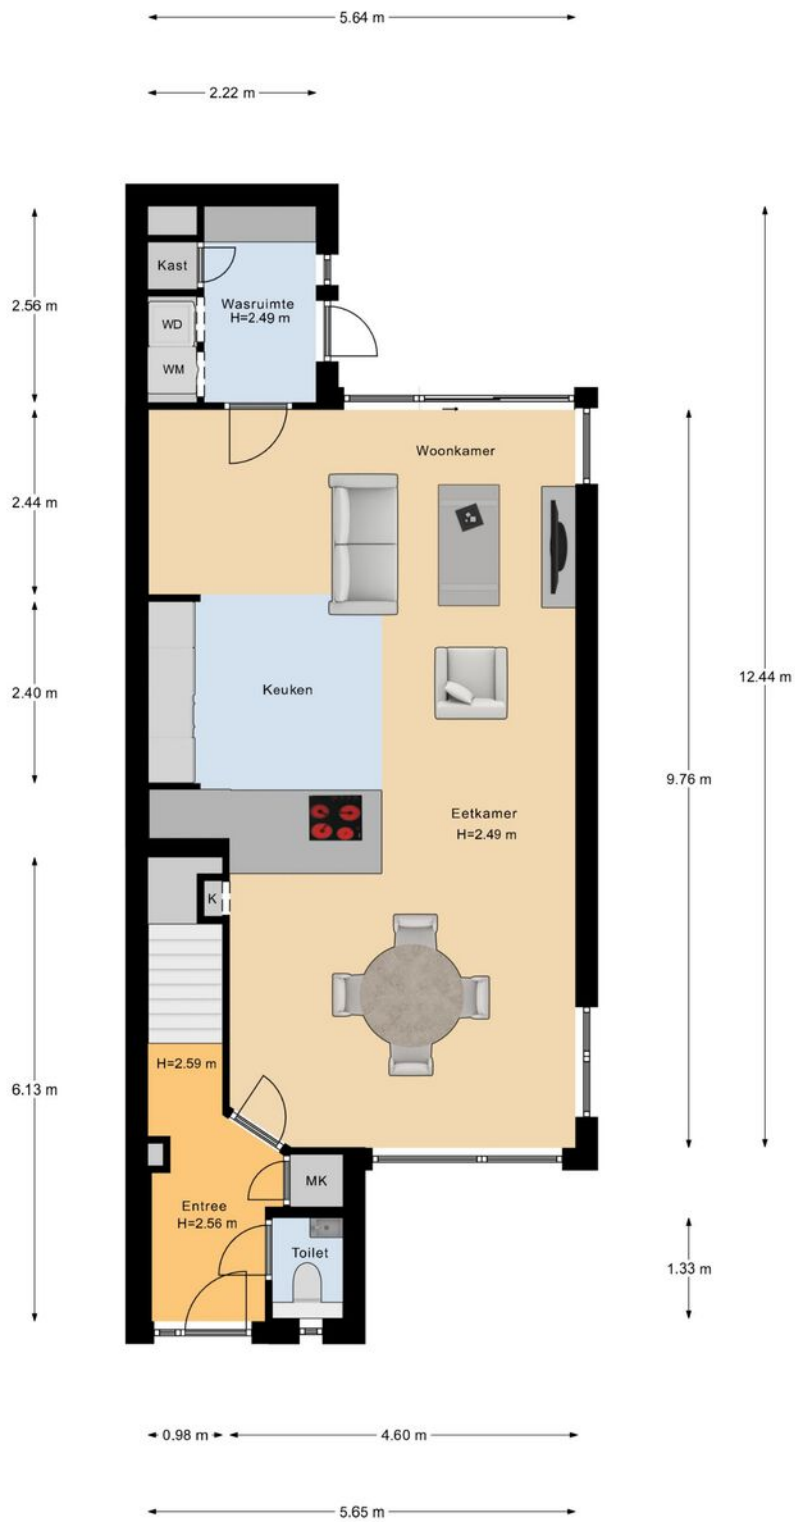 5.64 m
2.22 m
Kast
Wasruimte
H=2.49 m
2.56 m
WD
WM
Woonkamer
2.44 m
Keuken
2.40 m
12.44 m
9.76 m
Eetkamer
H=2.49 m
K
H=2.59 m
6.13 m
MK
Entree
H=2.56 m
Toilet
1.33 m
0.98 m
4.60 m
5.65 m